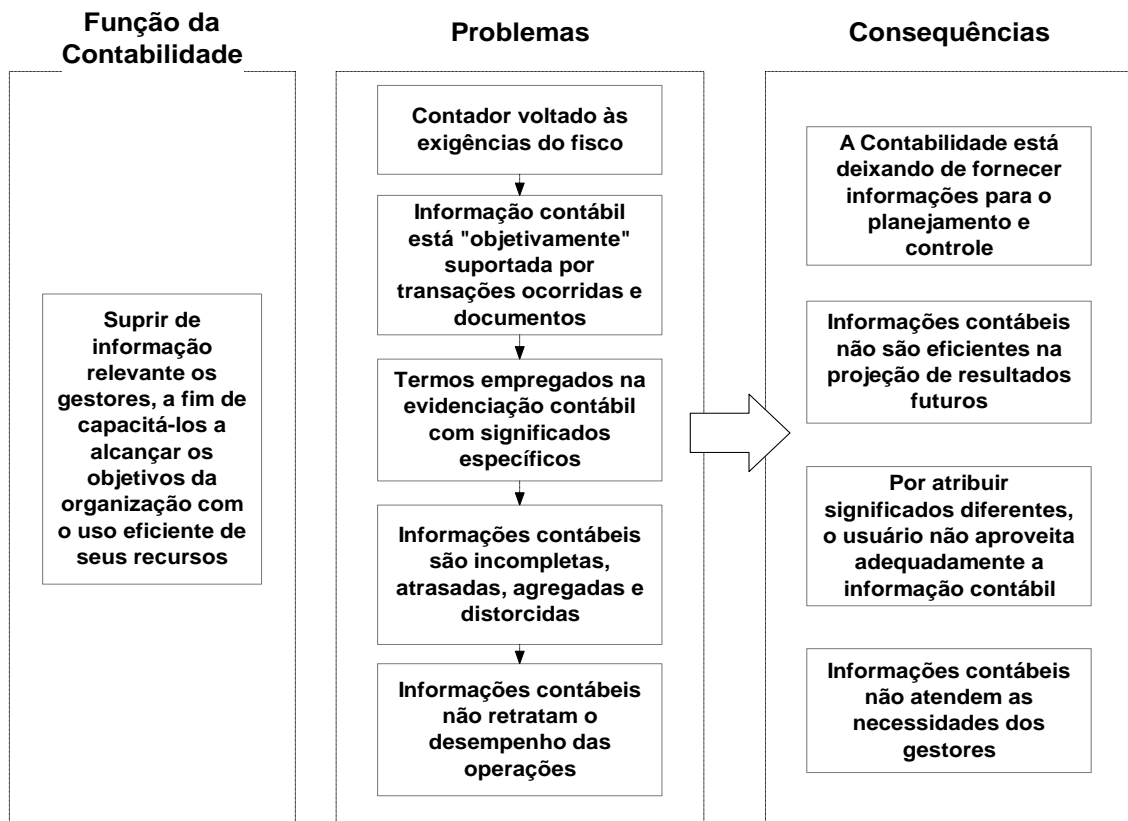 Função da
Contabilidade
Problemas
Consequências
Suprir de
informação
relevante os
gestores, a fim de
capacitá-los a
alcançar os
objetivos da
organização com
o uso eficiente de
seus recursos
Contador voltado às
exigências do fisco
Informação contábil
está "objetivamente"
suportada por
transações ocorridas e
documentos
Termos empregados na
evidenciação contábil
com significados
específicos
Informações contábeis
são incompletas,
atrasadas, agregadas e
distorcidas
Informações contábeis
não retratam o
desempenho das
operações
A Contabilidade está
deixando de fornecer
informações para o
planejamento e
controle
Informações contábeis
não são eficientes na
projeção de resultados
futuros
Por atribuir
significados diferentes,
o usuário não aproveita
adequadamente a
informação contábil
Informações contábeis
não atendem as
necessidades dos
gestores